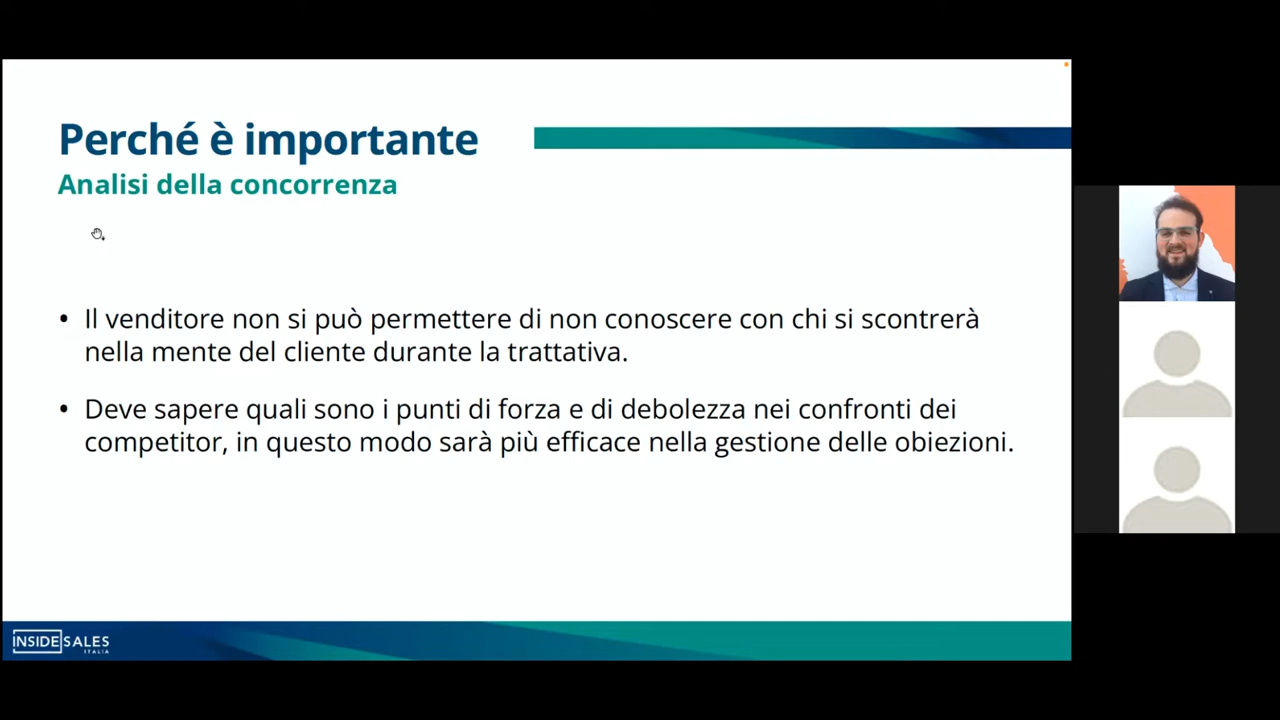 Perché è importante
Analisi della concorrenza
• Il venditore non si può permettere di non conoscere con chi si scontrerà
nella mente del cliente durante la trattativa.
• Deve sapere quali sono i punti di forza e di debolezza nei confronti dei
competitor, in questo modo sarà più efficace nella gestione delle obiezioni.
INSIDE SALES
ITALIA